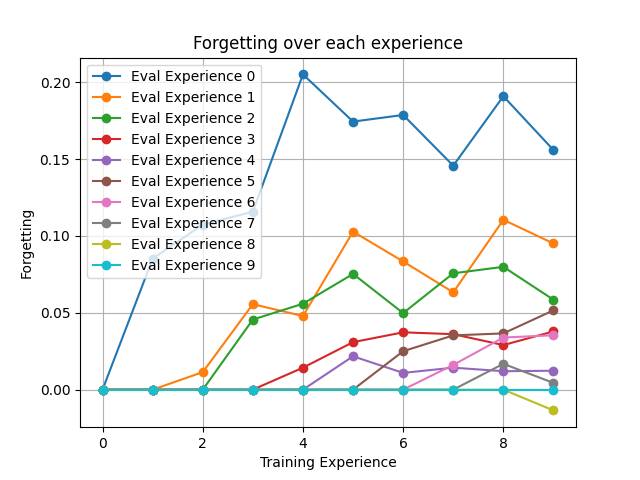 Forgetting over each experience
Eval Experience 0
Eval Experience 1
Eval Experience 2
Eval Experience 3
Eval Experience 4
Eval Experience 5
Eval Experience 6
Eval Experience 7
Eval Experience 8
Eval Experience 9
0.20
0.15
0.10
0.05
0.00
Forgetting
0 2 4 6 8
Training Experience